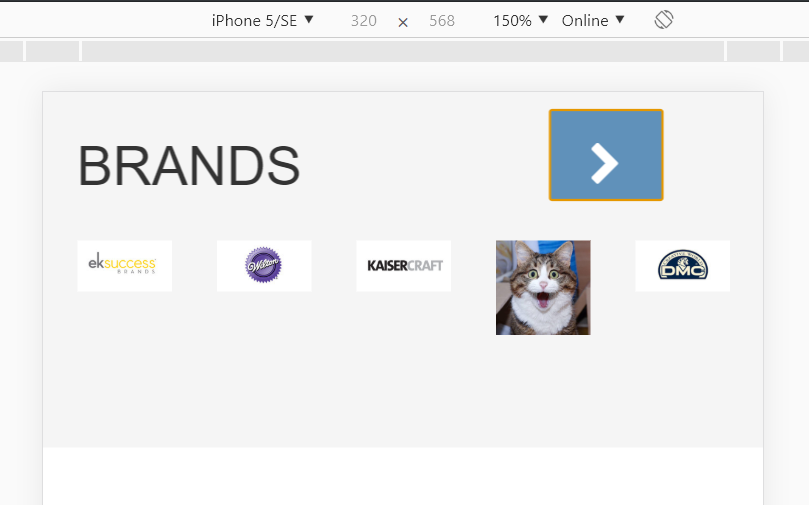 iPhone 5/SE ▼ 320 × 568 150% ▼ Online ▼
BRANDS
eksuccess®
BRANDS
Wilton
KAISERCRAFT
DMC